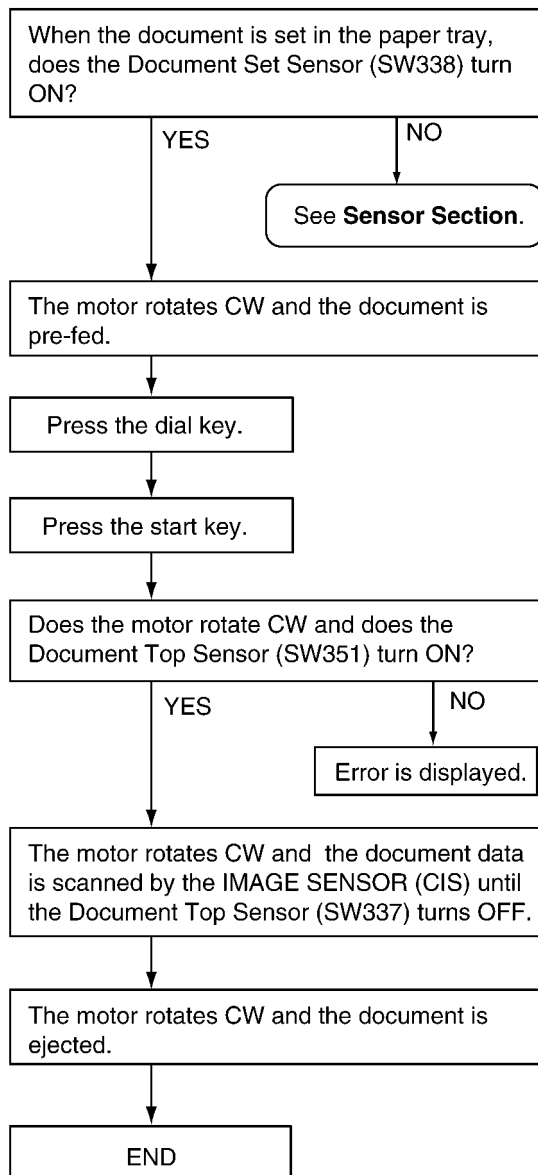 When the document is set in the paper tray,
does the Document Set Sensor (SW338) turn
ON?
YES
NO
See Sensor Section.
The motor rotates CW and the document is
pre-fed.
Press the dial key.
Press the start key.
Does the motor rotate CW and does the
Document Top Sensor (SW351) turn ON?
YES
NO
Error is displayed.
The motor rotates CW and the document data
is scanned by the IMAGE SENSOR (CIS) until
the Document Top Sensor (SW337) turns OFF.
The motor rotates CW and the document is
ejected.
END